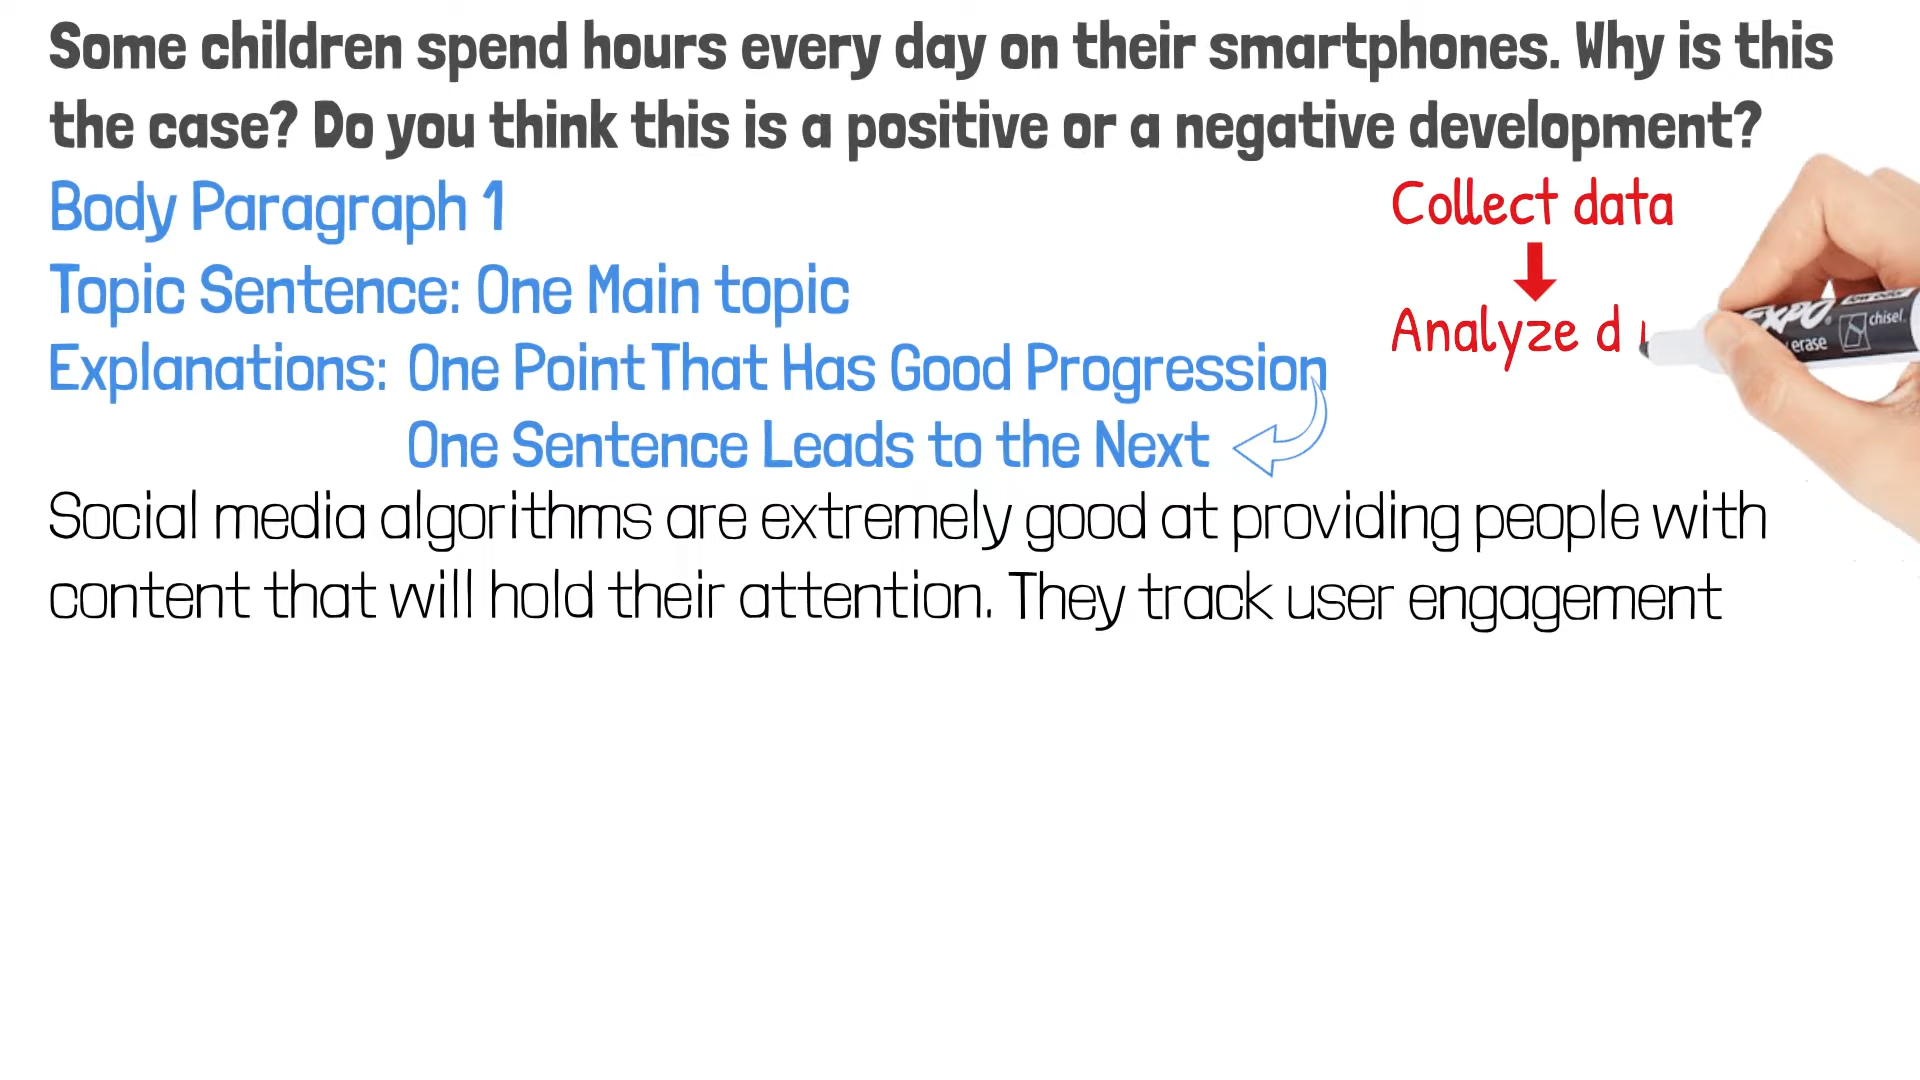 Some children spend hours every day on their smartphones. Why is this
the case? Do you think this is a positive or a negative development?
Body Paragraph 1
Topic Sentence: One Main topic
Explanations: One Point That Has Good Progression
One Sentence Leads to the Next
Collect data
Analyze d
EXPO
chisel
erase
Social media algorithms are extremely good at providing people with
content that will hold their attention. They track user engagement